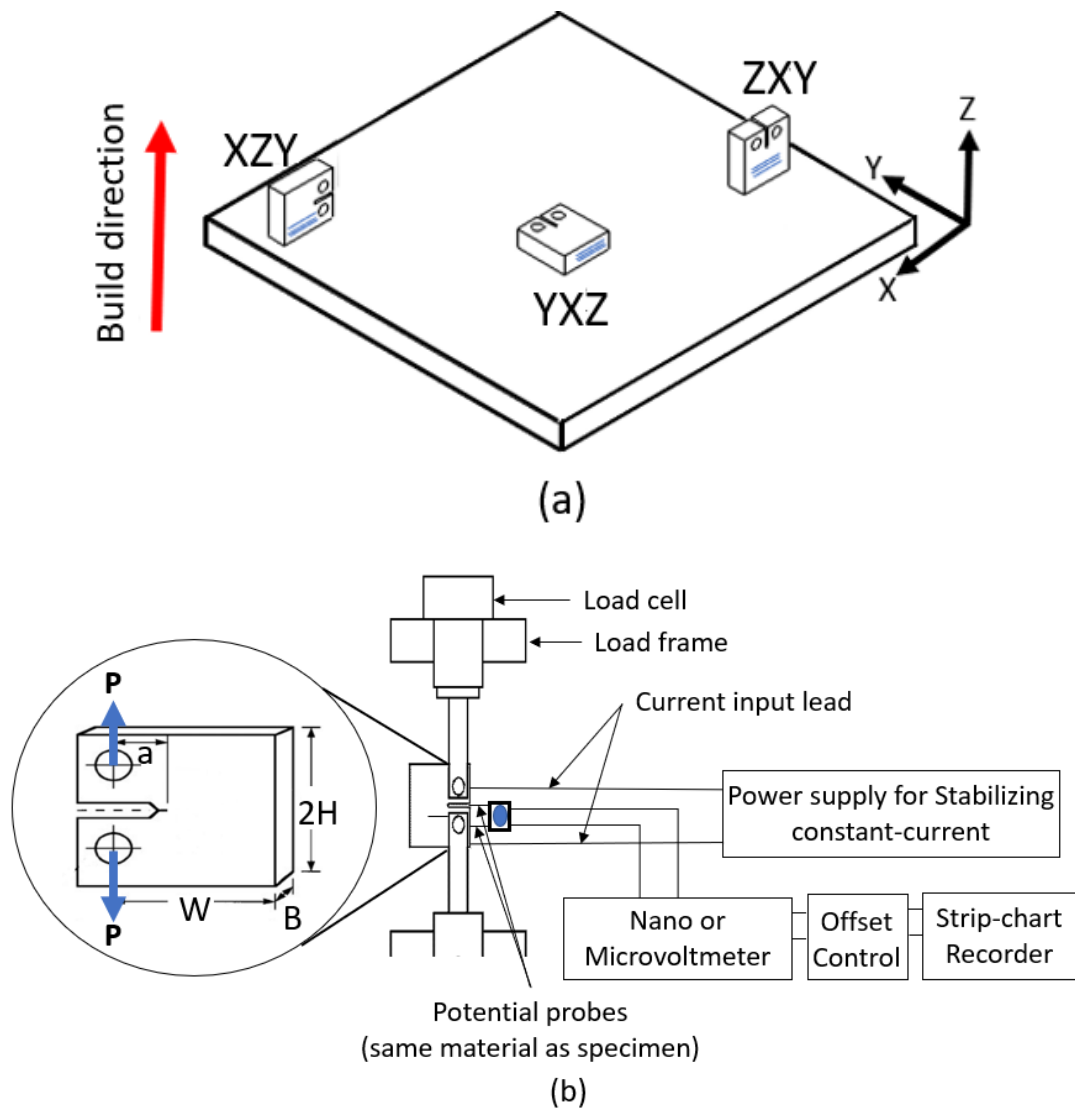 ZXY
Z
XZY
Y
Build direction
X
YXZ
(a)
Load cell
Load frame
P
Current input lead
a
2H
Power supply for Stabilizing
constant-current
W
B
P
Nano or
Microvoltmeter
Offset
Control
Strip-chart
Recorder
Potential probes
(same material as specimen)
(b)